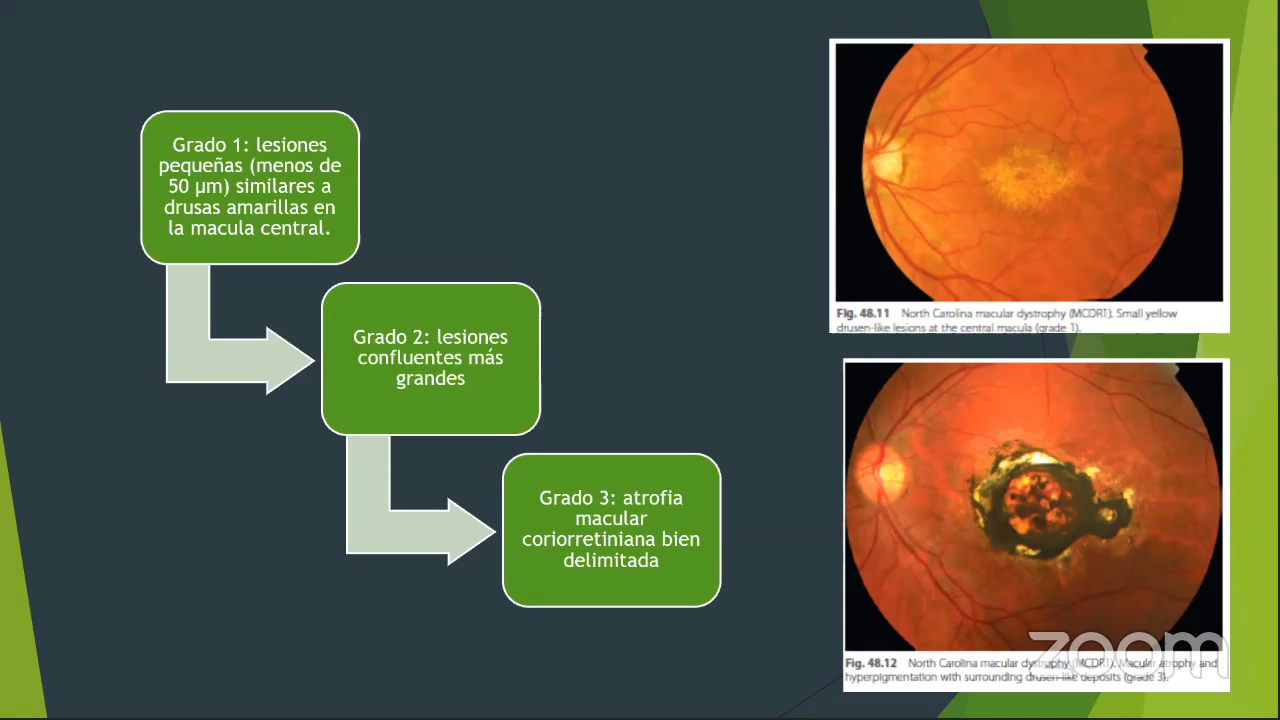 Grado 1: lesiones
pequeñas (menos de
50 µm) similares a
drusas amarillas en
la macula central.
Grado 2: lesiones
confluentes más
grandes
Grado 3: atrofia
macular
coriorretiniana bien
delimitada
Fig. 48.11 North Carolina macular dystrophy (MCDR1). Small yellow
drusen-like lesions at the central macula (grade 1).
Fig. 48.12 North Carolina macular dystrophy (MCDR1). Macular atrophy and
hyperpigmentation with surrounding drusen-like deposits (grade 3).
zoom